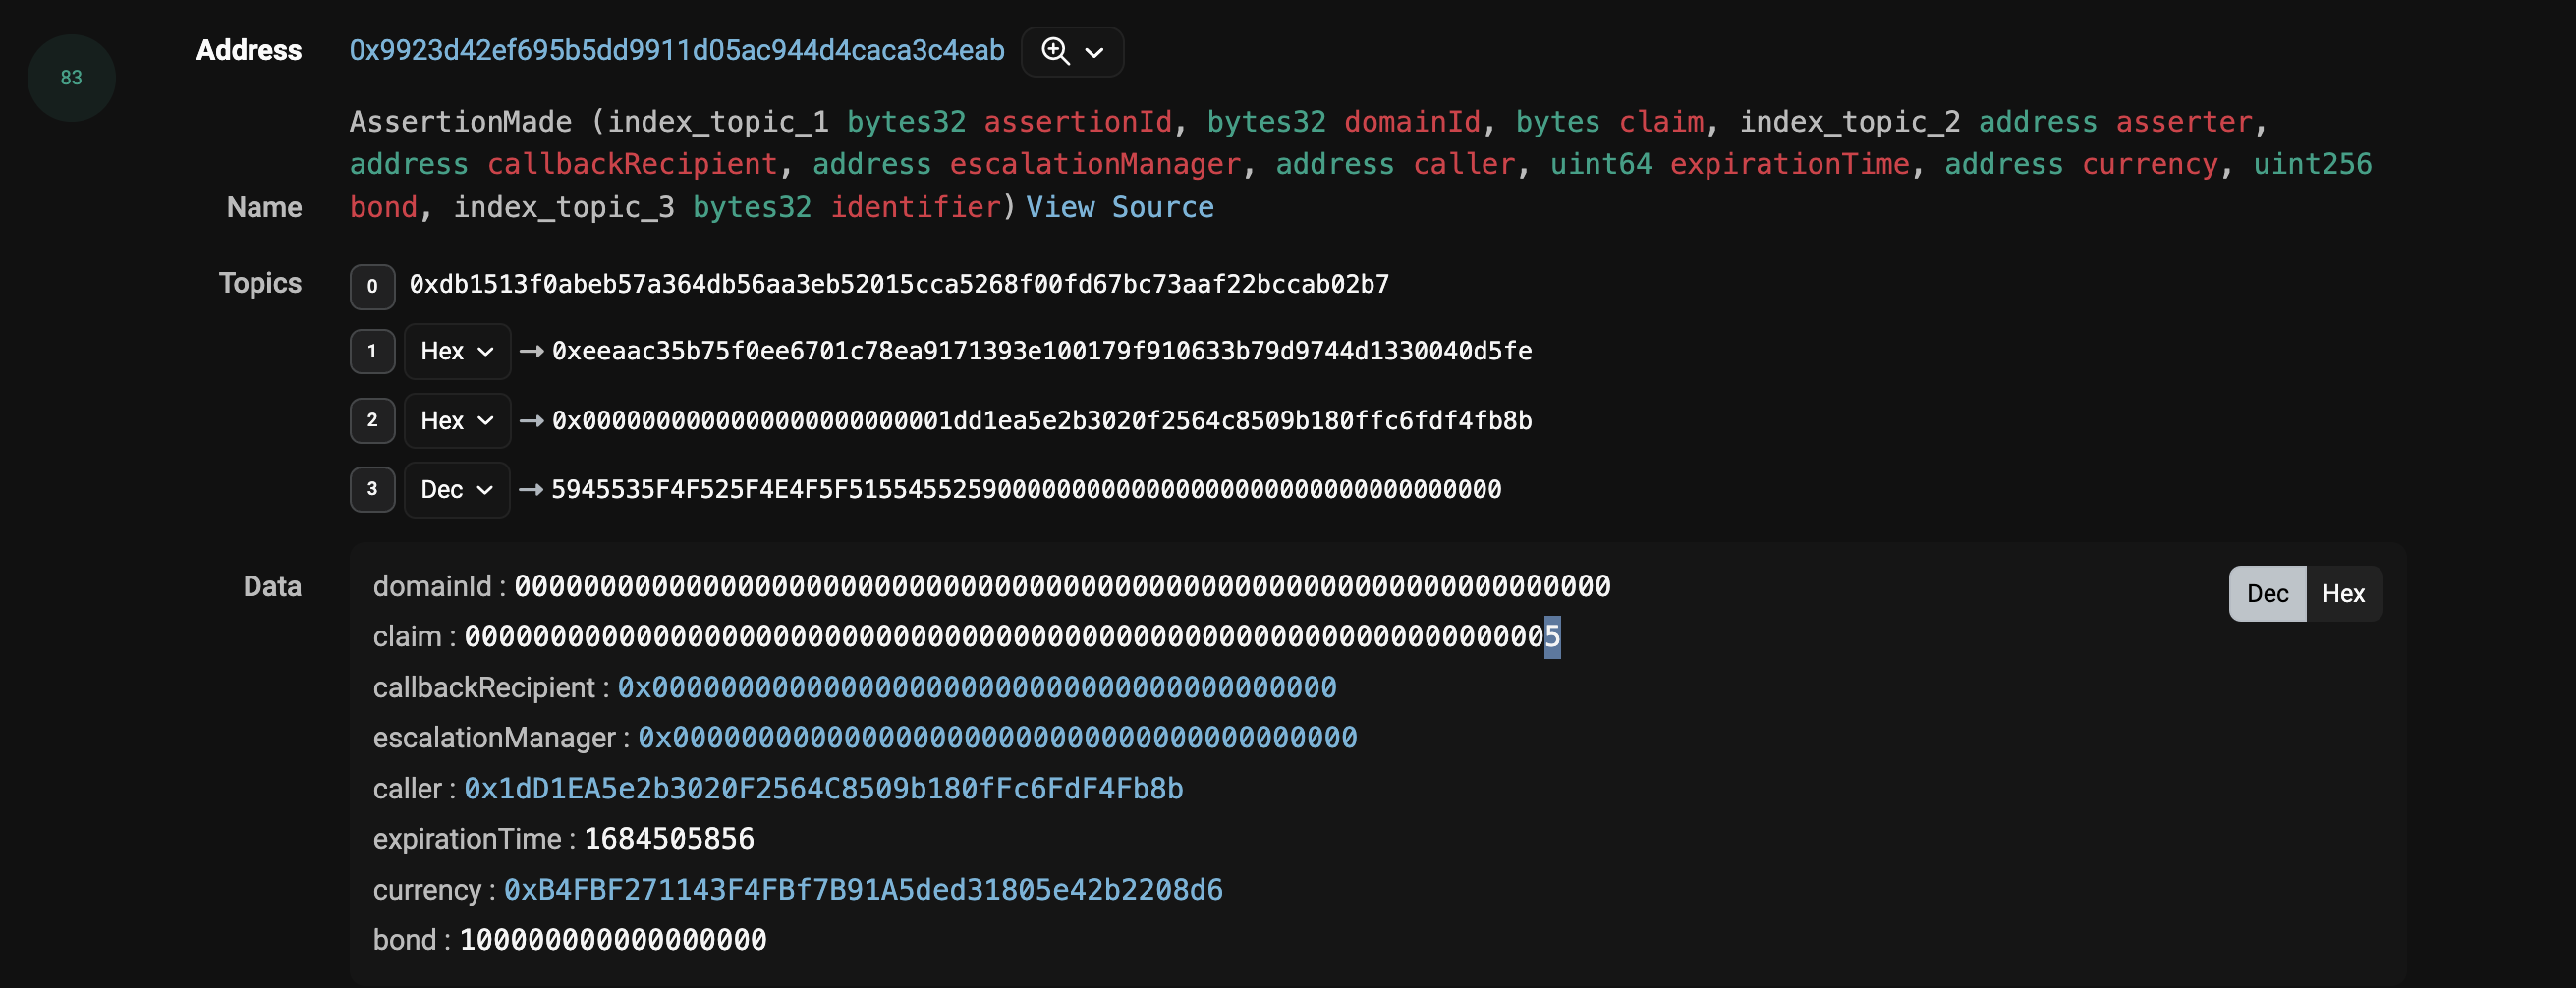 83
Address 0x9923d42ef695b5dd9911d05ac944d4caca3c4eab
AssertionMade (index_topic_1 bytes32 assertionId, bytes32 domainId, bytes claim, index_topic_2 address asserter,
address callbackRecipient, address escalationManager, address caller, uint64 expirationTime, address currency, uint256
Name bond, index_topic_3 bytes32 identifier) View Source
Topics 0 0xdb1513f0abeb57a364db56aa3eb52015cca5268f00fd67bc73aaf22bccab02b7
1 Hex → 0xeeaac35b75f0ee6701c78ea9171393e100179f910633b79d9744d1330040d5fe
2 Hex → 0x0000000000000000000000001dd1ea5e2b3020f2564c8509b180ffc6fdf4fb8b
3 Dec → 5945535F4F525F4E4F5F51554552590000000000000000000000000000000000
Data domainId : 0000000000000000000000000000000000000000000000000000000000000000 Dec Hex
claim : 0000000000000000000000000000000000000000000000000000000000000005
callbackRecipient : 0x0000000000000000000000000000000000000000
escalationManager : 0x0000000000000000000000000000000000000000
caller : 0x1dD1EA5e2b3020F2564C8509b180fFc6FdF4Fb8b
expirationTime : 1684505856
currency : 0xB4FBF271143F4FBf7B91A5ded31805e42b2208d6
bond : 100000000000000000